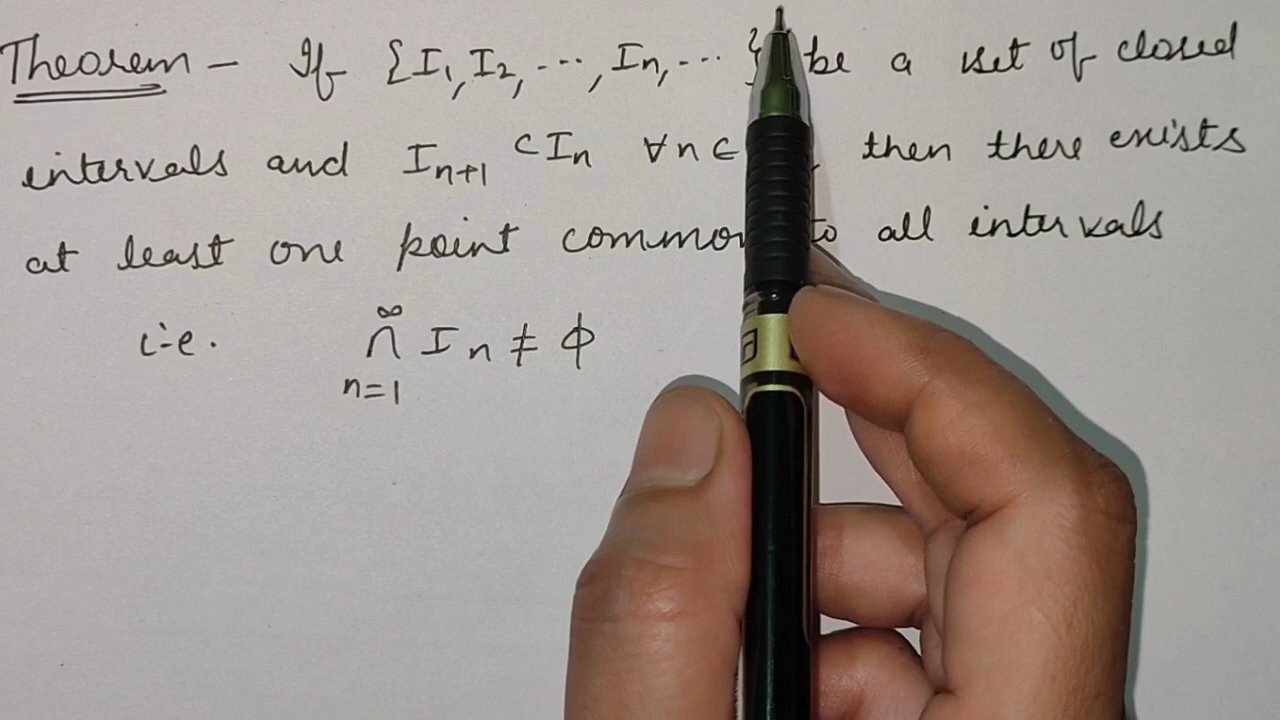 Theorem - If {I₁, I₂, ..., Iₙ, ... } be a set of closed
intervals and Iₙ₊₁ ⊂ Iₙ ∀ n ∈ , then there exists
at least one point common to all intervals
i.e. ∞
∩ Iₙ ≠ ϕ
n=1